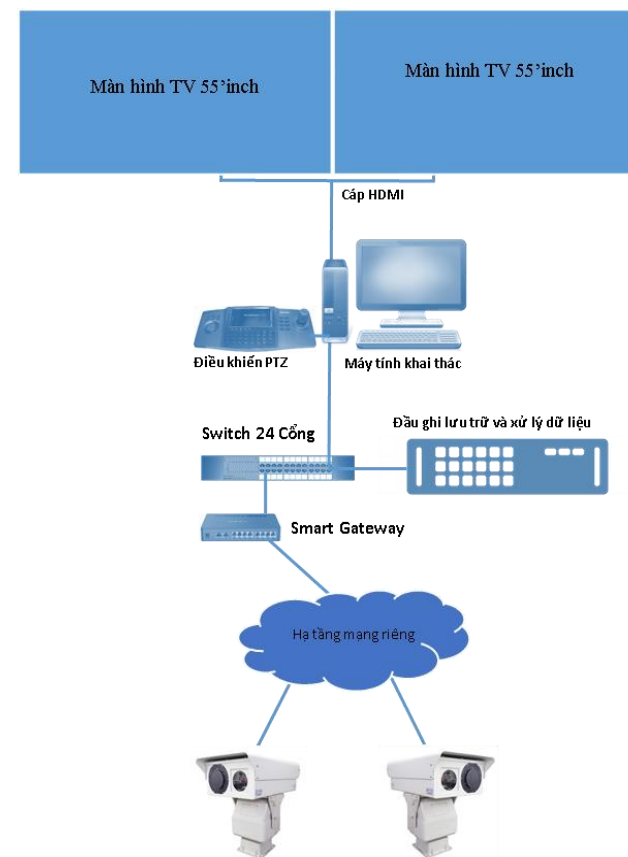 Màn hình TV 55’inch
Màn hình TV 55’inch
Cáp HDMI
Điều khiển PTZ
Máy tính khai thác
Đầu ghi lưu trữ và xử lý dữ liệu
Switch 24 Cổng
Smart Gateway
Hạ tầng mạng riêng